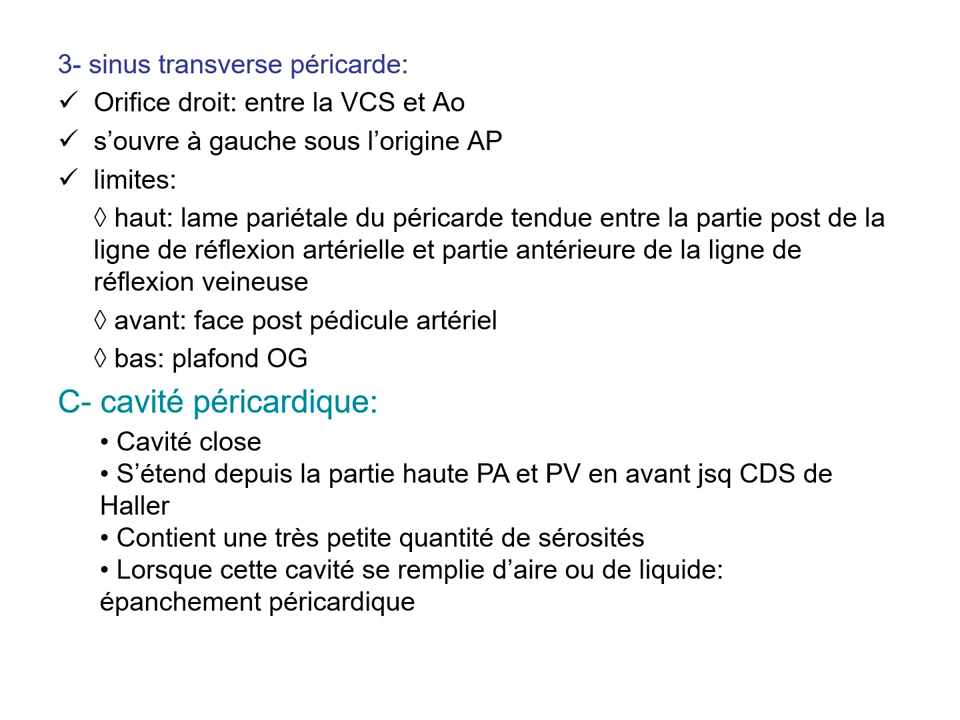 3- sinus transverse péricarde:
✓ Orifice droit: entre la VCS et Ao
✓ s’ouvre à gauche sous l’origine AP
✓ limites:
◊ haut: lame pariétale du péricarde tendue entre la partie post de la
ligne de réflexion artérielle et partie antérieure de la ligne de
réflexion veineuse
◊ avant: face post pédicule artériel
◊ bas: plafond OG
C- cavité péricardique:
• Cavité close
• S’étend depuis la partie haute PA et PV en avant jsq CDS de
Haller
• Contient une très petite quantité de sérosités
• Lorsque cette cavité se remplie d’aire ou de liquide:
épanchement péricardique